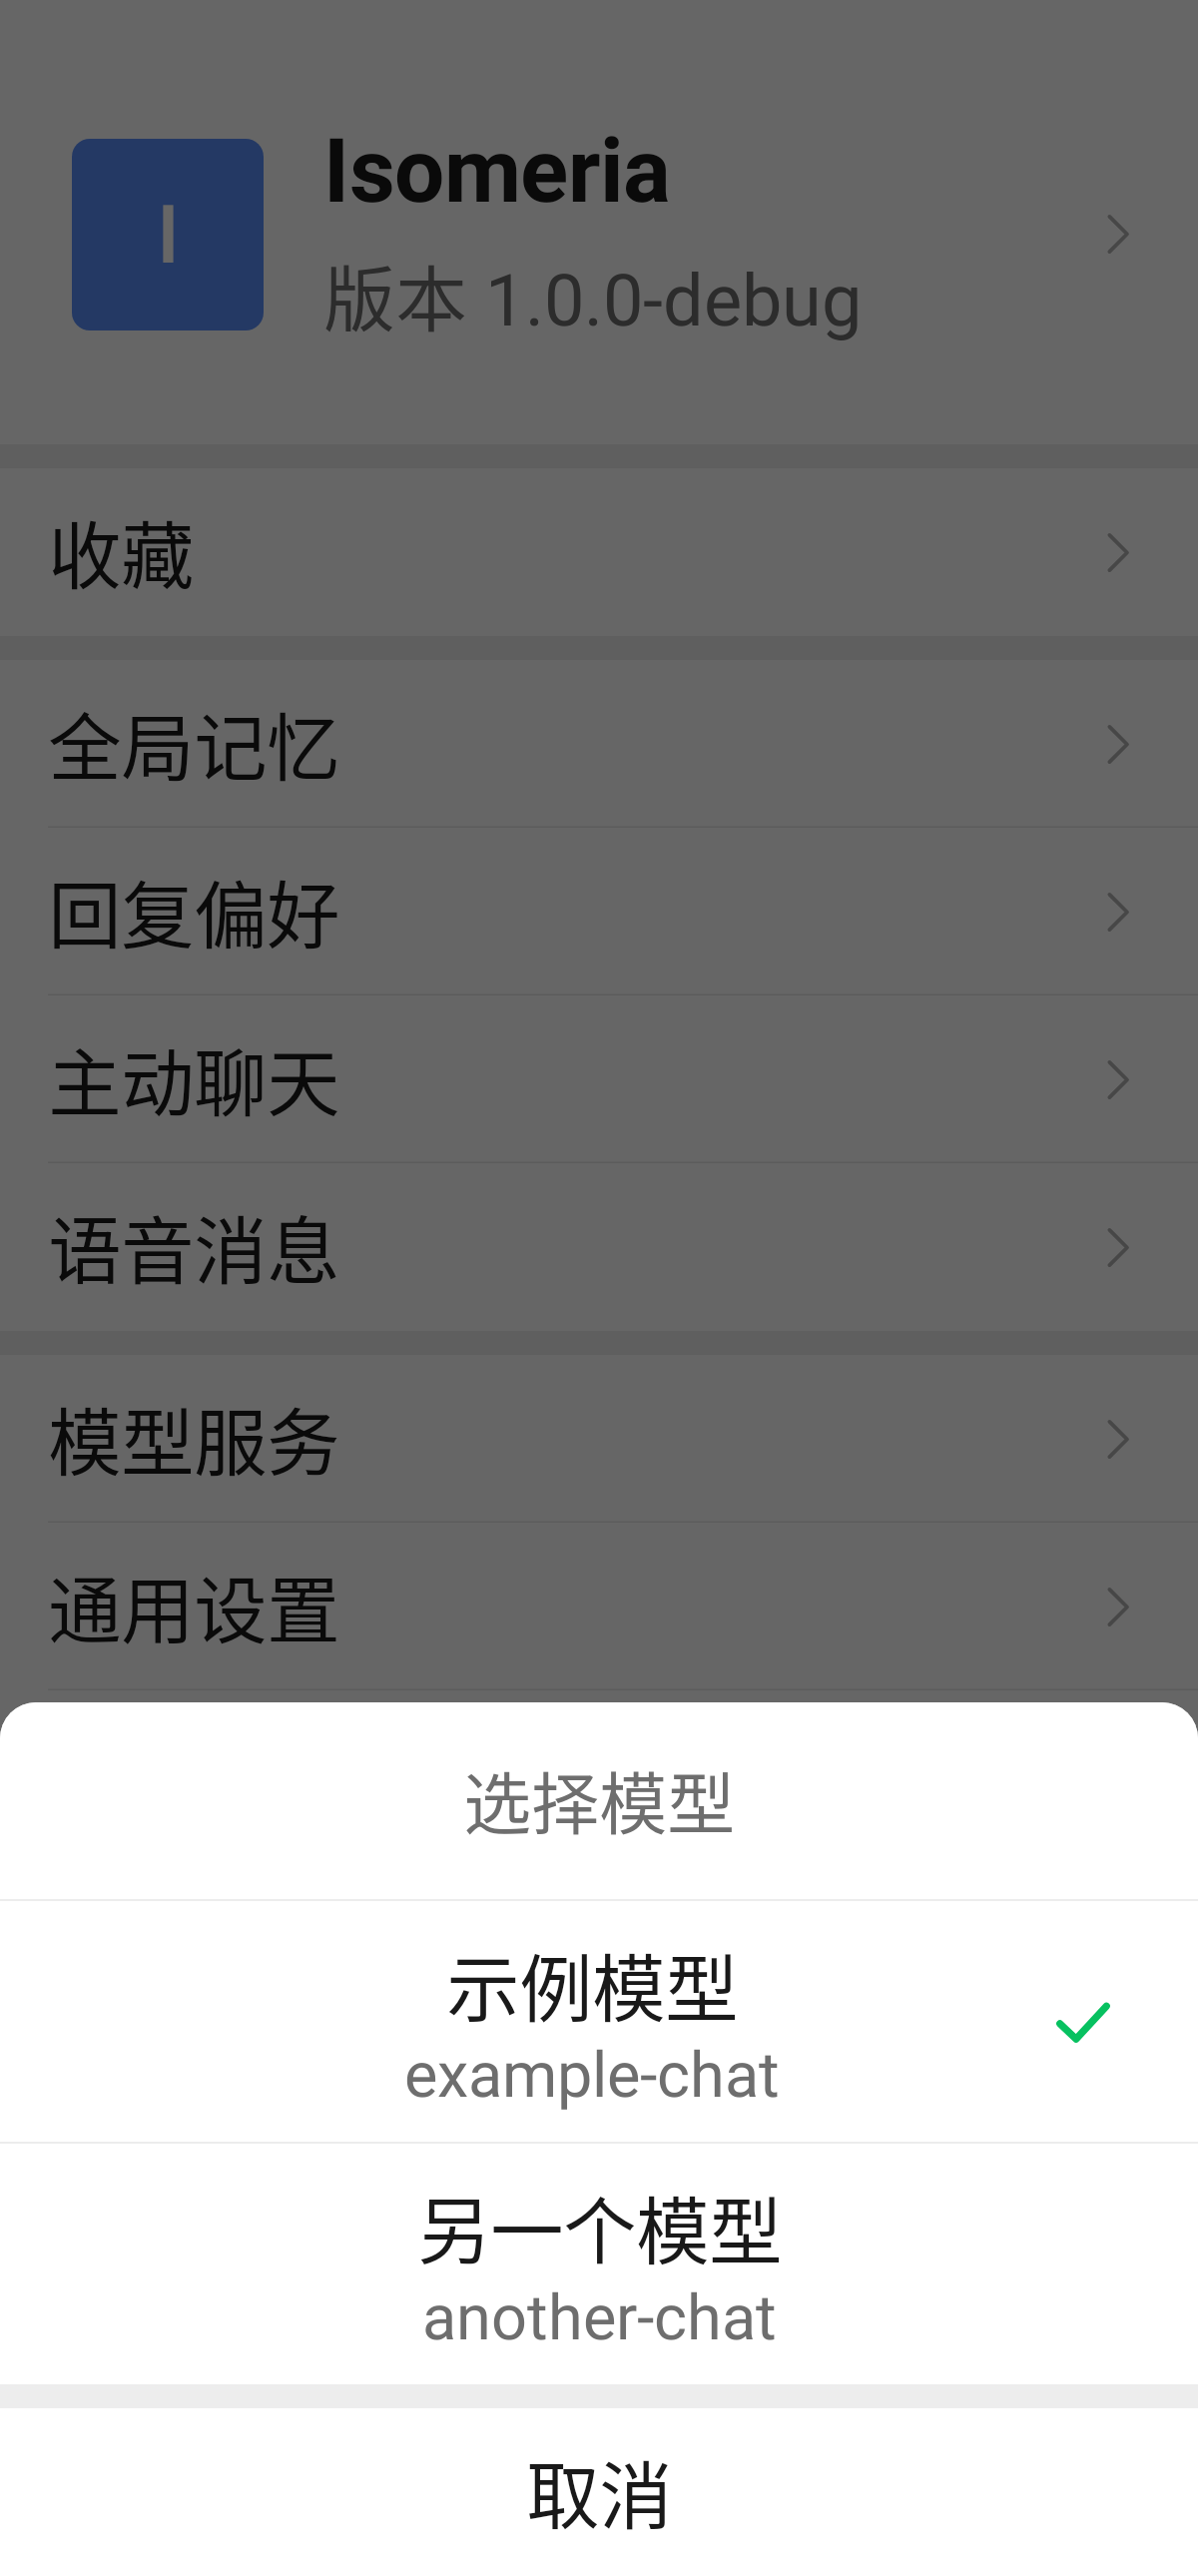 I
Isomeria
版本 1.0.0-debug
收藏
全局记忆
回复偏好
主动聊天
语音消息
模型服务
通用设置
选择模型
示例模型
example-chat
另一个模型
another-chat
取消